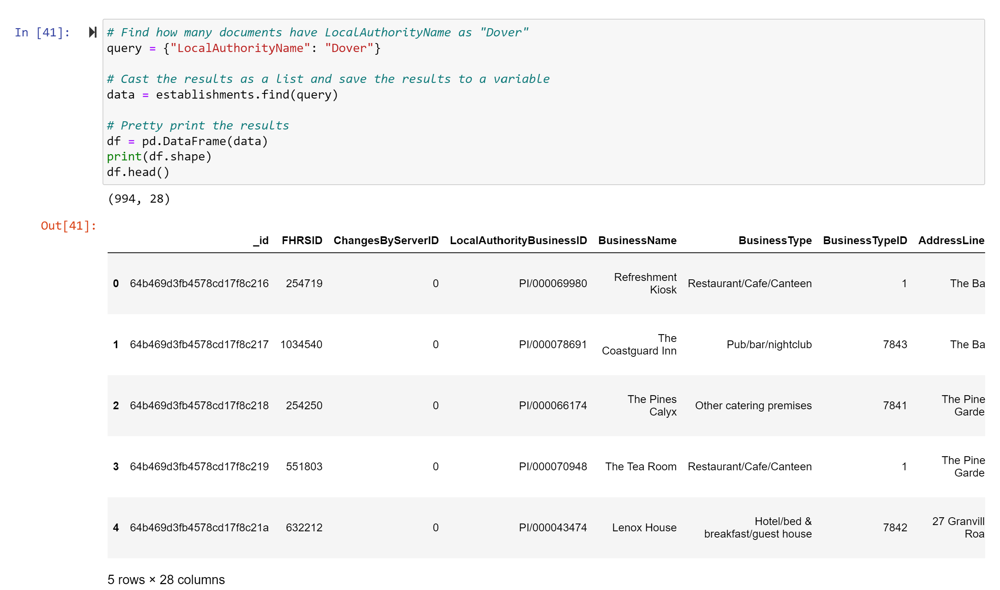 In [41]:
# Find how many documents have LocalAuthorityName as "Dover"
query = {"LocalAuthorityName": "Dover"}
# Cast the results as a list and save the results to a variable
data = establishments.find(query)
# Pretty print the results
df = pd.DataFrame(data)
print(df.shape)
df.head()
(994, 28)
Out[41]:
_id FHRSID ChangesByServerID LocalAuthorityBusinessID BusinessName BusinessType BusinessTypeID AddressLine
0 64b469d3fb4578cd17f8c216 254719 0 PI/000069980 Refreshment Kiosk Restaurant/Cafe/Canteen 1 The Ba
1 64b469d3fb4578cd17f8c217 1034540 0 PI/000078691 The Coastguard Inn Pub/bar/nightclub 7843 The Ba
2 64b469d3fb4578cd17f8c218 254250 0 PI/000066174 The Pines Calyx Other catering premises 7841 The Pine Garde
3 64b469d3fb4578cd17f8c219 551803 0 PI/000070948 The Tea Room Restaurant/Cafe/Canteen 1 The Pine Garde
4 64b469d3fb4578cd17f8c21a 632212 0 PI/000043474 Lenox House Hotel/bed & breakfast/guest house 7842 27 Granvill Roa
5 rows × 28 columns